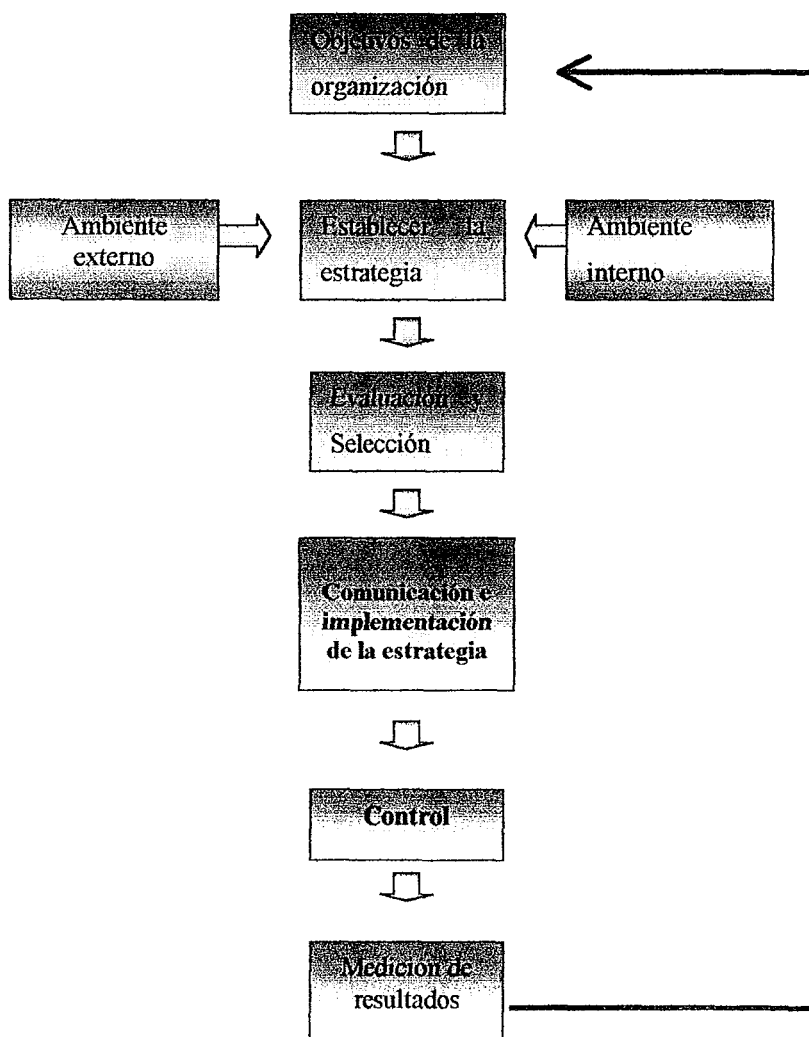 Objetivos de la
organización
Ambiente
externo
Establecer la
estrategia
Ambiente
interno
Evaluación y
Selección
Comunicación e
implementación
de la estrategia
Control
Medición de
resultados